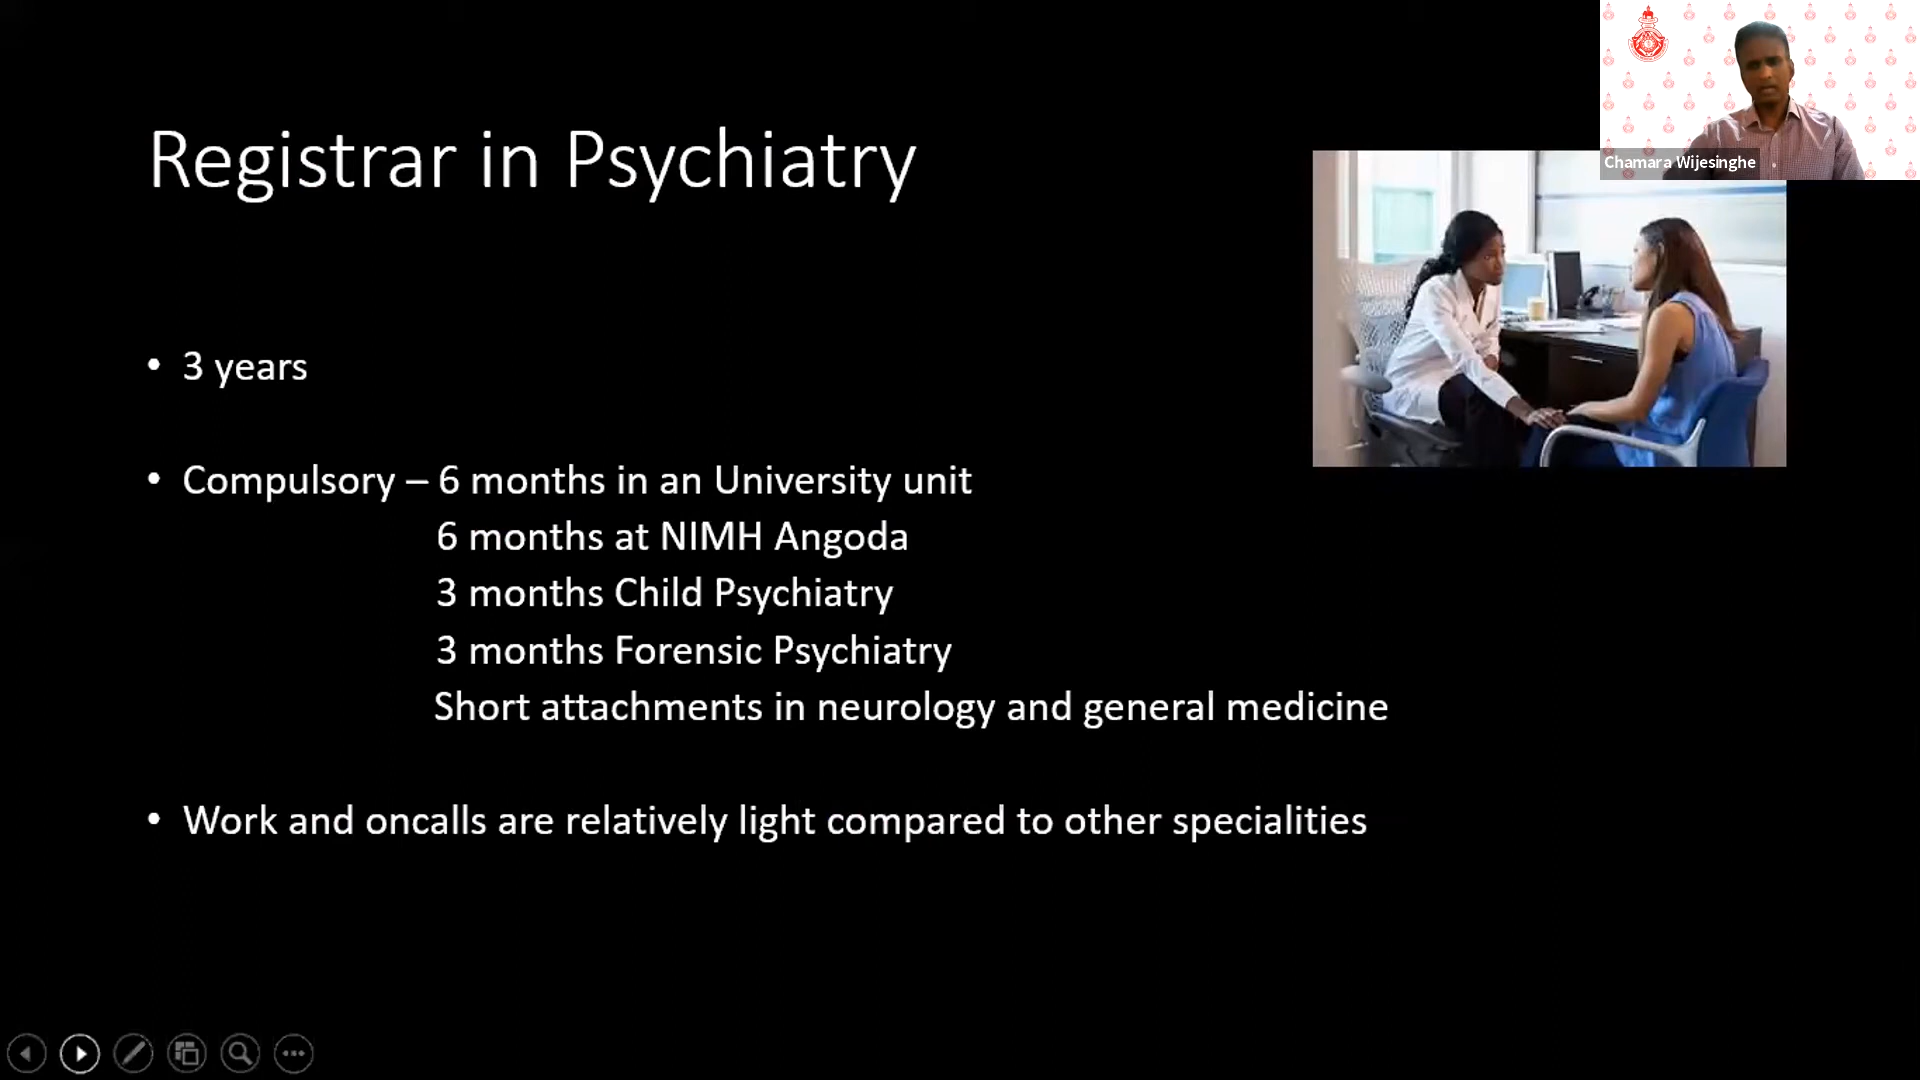 Registrar in Psychiatry
Chamara Wijesinghe
• 3 years
• Compulsory – 6 months in an University unit
6 months at NIMH Angoda
3 months Child Psychiatry
3 months Forensic Psychiatry
Short attachments in neurology and general medicine
• Work and oncalls are relatively light compared to other specialities